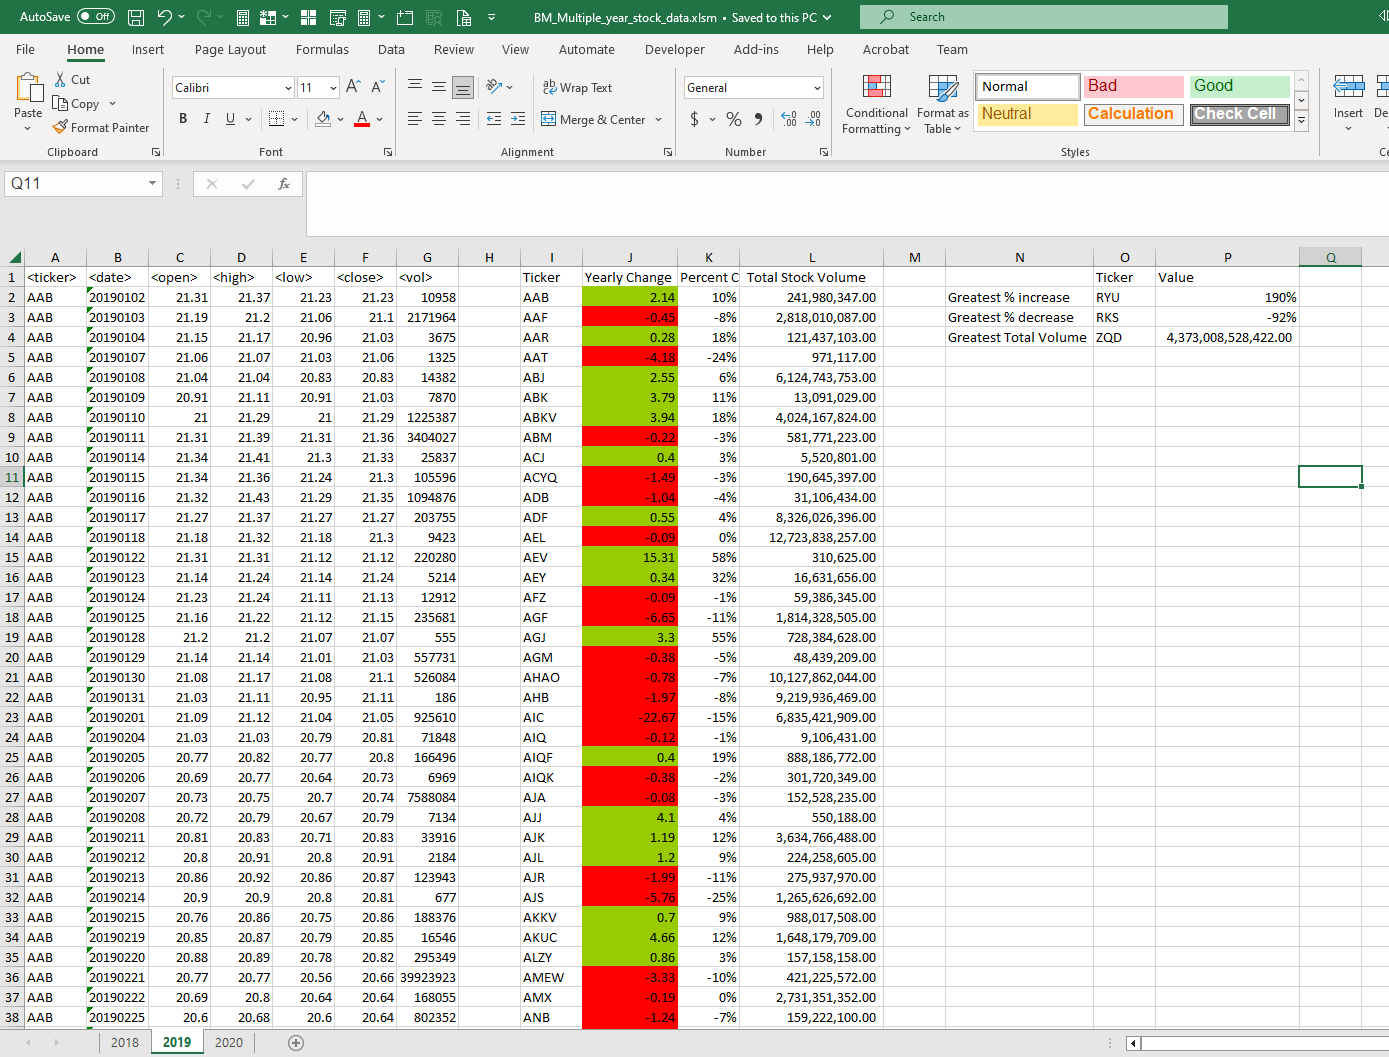 AutoSave Off BM_Multiple_year_stock_data.xlsm • Saved to this PC Search
File Home Insert Page Layout Formulas Data Review View Automate Developer Add-ins Help Acrobat Team
Paste Cut Copy Format Painter Calibri 11 Wrap Text Merge & Center General Conditional Formatting Format as Table Normal Bad Good Neutral Calculation Check Cell Insert
Clipboard Font Alignment Number Styles
Q11 fx
A B C D E F G H I J K L M N O P Q
1 <ticker> <date> <open> <high> <low> <close> <vol> Ticker Yearly Change Percent C Total Stock Volume Ticker Value
2 AAB 20190102 21.31 21.37 21.23 21.23 10958 AAB 2.14 10% 241,980,347.00 Greatest % increase RYU 190%
3 AAB 20190103 21.19 21.2 21.06 21.1 2171964 AAF -0.45 -8% 2,818,010,087.00 Greatest % decrease RKS -92%
4 AAB 20190104 21.15 21.17 20.96 21.03 3675 AAR 0.28 18% 121,437,103.00 Greatest Total Volume ZQD 4,373,008,528,422.00
5 AAB 20190107 21.06 21.07 21.03 21.06 1325 AAT -4.18 -24% 971,117.00
6 AAB 20190108 21.04 21.04 20.83 20.83 14382 ABJ 2.55 6% 6,124,743,753.00
7 AAB 20190109 20.91 21.11 20.91 21.03 7870 ABK 3.79 11% 13,091,029.00
8 AAB 20190110 21 21.29 21 21.29 1225387 ABKV 3.94 18% 4,024,167,824.00
9 AAB 20190111 21.31 21.39 21.31 21.36 3404027 ABM -0.22 -3% 581,771,223.00
10 AAB 20190114 21.34 21.41 21.3 21.33 25837 ACJ 0.4 3% 5,520,801.00
11 AAB 20190115 21.34 21.36 21.24 21.3 105596 ACYQ -1.49 -3% 190,645,397.00
12 AAB 20190116 21.32 21.43 21.29 21.35 1094876 ADB -1.04 -4% 31,106,434.00
13 AAB 20190117 21.27 21.37 21.27 21.27 203755 ADF 0.55 4% 8,326,026,396.00
14 AAB 20190118 21.18 21.32 21.18 21.3 9423 AEL -0.09 0% 12,723,838,257.00
15 AAB 20190122 21.31 21.31 21.12 21.12 220280 AEV 15.31 58% 310,625.00
16 AAB 20190123 21.14 21.24 21.14 21.24 5214 AEY 0.34 32% 16,631,656.00
17 AAB 20190124 21.23 21.24 21.11 21.13 12912 AFZ -0.09 -1% 59,386,345.00
18 AAB 20190125 21.16 21.22 21.12 21.15 235681 AGF -6.65 -11% 1,814,328,505.00
19 AAB 20190128 21.2 21.2 21.07 21.07 555 AGJ 3.3 55% 728,384,628.00
20 AAB 20190129 21.14 21.14 21.01 21.03 557731 AGM -0.38 -5% 48,439,209.00
21 AAB 20190130 21.08 21.17 21.08 21.1 526084 AHAO -0.78 -7% 10,127,862,044.00
22 AAB 20190131 21.03 21.11 20.95 21.11 186 AHB -1.97 -8% 9,219,936,469.00
23 AAB 20190201 21.09 21.12 21.04 21.05 925610 AIC -22.67 -15% 6,835,421,909.00
24 AAB 20190204 21.03 21.03 20.79 20.81 71848 AIQ -0.12 -1% 9,106,431.00
25 AAB 20190205 20.77 20.82 20.77 20.8 166496 AIQF 0.4 19% 888,186,772.00
26 AAB 20190206 20.69 20.77 20.64 20.73 6969 AIQK -0.38 -2% 301,720,349.00
27 AAB 20190207 20.73 20.75 20.7 20.74 7588084 AJA -0.08 -3% 152,528,235.00
28 AAB 20190208 20.72 20.79 20.67 20.79 7134 AJJ 4.1 4% 550,188.00
29 AAB 20190211 20.81 20.83 20.71 20.83 33916 AJK 1.19 12% 3,634,766,488.00
30 AAB 20190212 20.8 20.91 20.8 20.91 2184 AJL 1.2 9% 224,258,605.00
31 AAB 20190213 20.86 20.92 20.86 20.87 123943 AJR -1.99 -11% 275,937,970.00
32 AAB 20190214 20.9 20.9 20.8 20.81 677 AJS -5.76 -25% 1,265,626,692.00
33 AAB 20190215 20.76 20.86 20.75 20.86 188376 AKKV 0.7 9% 988,017,508.00
34 AAB 20190219 20.85 20.87 20.79 20.85 16546 AKUC 4.66 12% 1,648,179,709.00
35 AAB 20190220 20.88 20.89 20.78 20.82 295349 ALZY 0.86 3% 157,158,158.00
36 AAB 20190221 20.77 20.77 20.56 20.66 39923923 AMEW -3.33 -10% 421,225,572.00
37 AAB 20190222 20.69 20.8 20.64 20.64 168055 AMX -0.19 0% 2,731,351,352.00
38 AAB 20190225 20.6 20.68 20.6 20.64 802352 ANB -1.24 -7% 159,222,100.00
2018 2019 2020